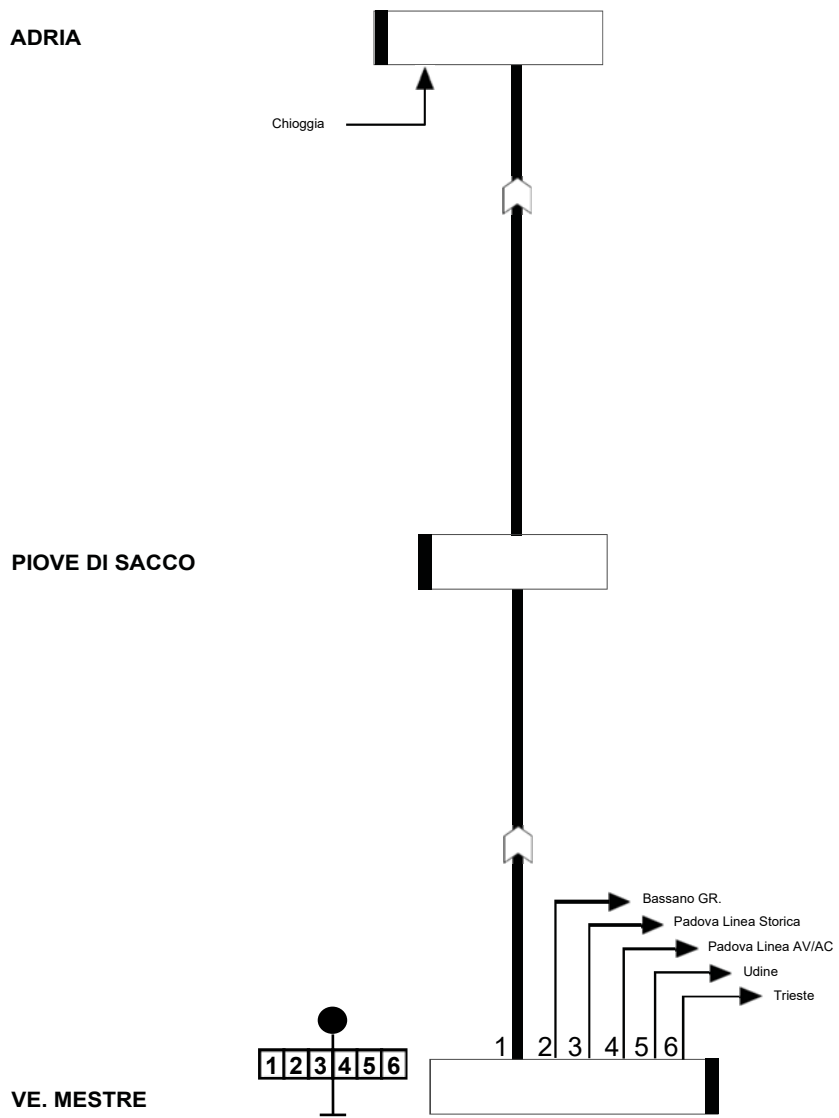 ADRIA
Chioggia
PIOVE DI SACCO
Bassano GR.
Padova Linea Storica
Padova Linea AV/AC
Udine
Trieste
1 2 3 4 5 6
1 2 3 4 5 6
VE. MESTRE